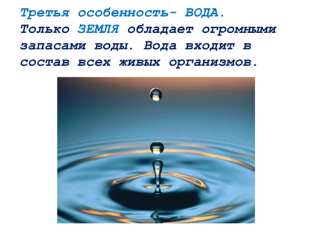 Третья особенность- ВОДА.
Только ЗЕМЛЯ обладает огромными
запасами воды. Вода входит в
состав всех живых организмов.